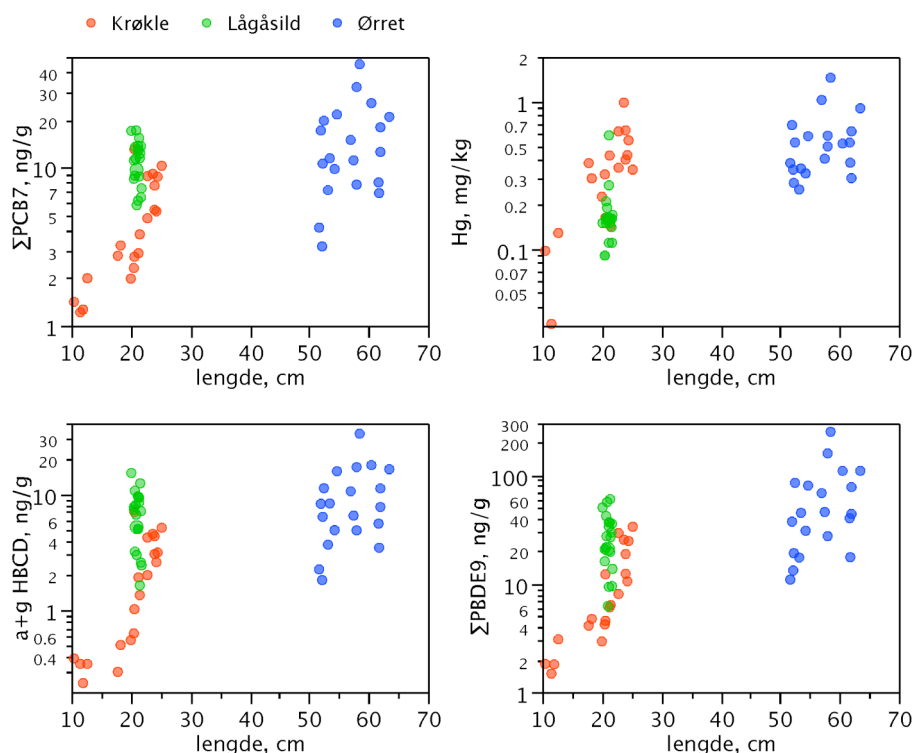 Krøkle Lågåsild Ørret
ΣPCB7, ng/g
40
30
20
10
5
3
2
1
10 20 30 40 50 60 70
lengde, cm
Hg, mg/kg
2
1
0.7
0.5
0.3
0.2
0.1
0.07
0.05
10 20 30 40 50 60 70
lengde, cm
a+g HBCD, ng/g
30
20
10
6
4
2
1
0.6
0.4
10 20 30 40 50 60 70
lengde, cm
ΣPBDE9, ng/g
300
200
100
60
40
20
10
6
4
2
1
10 20 30 40 50 60 70
lengde, cm